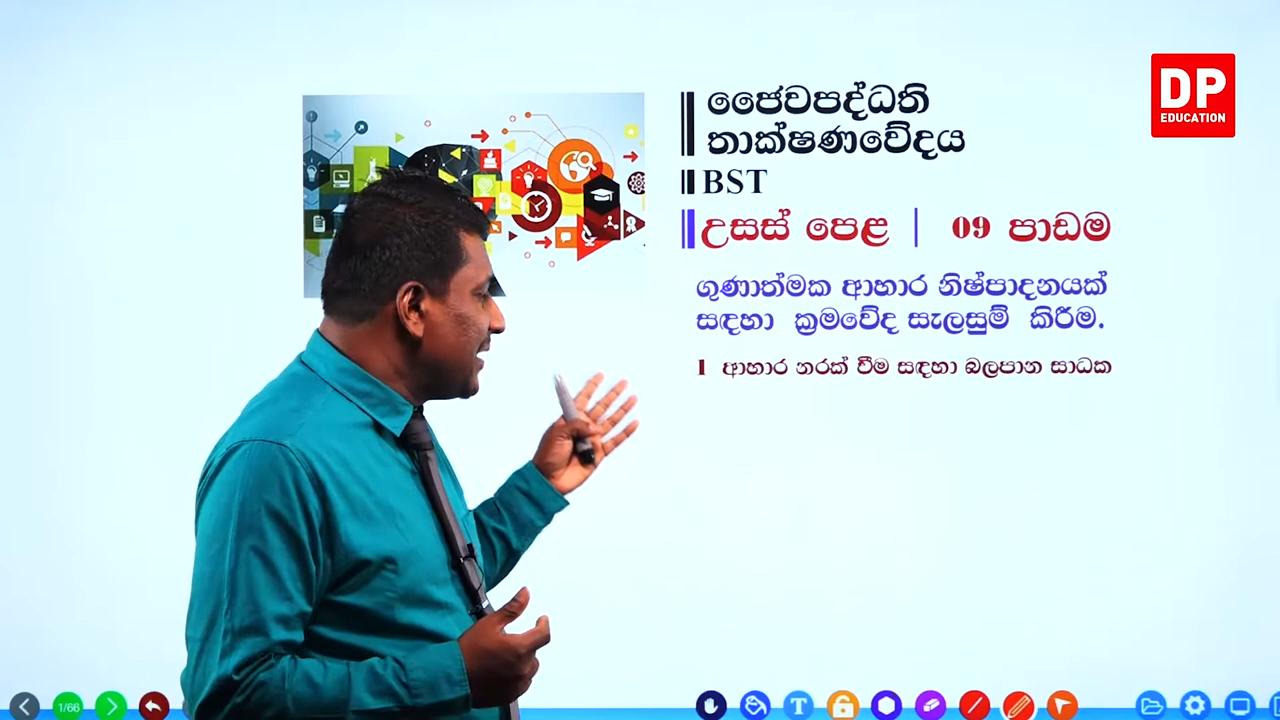 DP
EDUCATION
ජෛවපද්ධති
තාක්ෂණවේදය
BST
උසස් පෙළ | 09 පාඩම
ගුණාත්මක ආහාර නිෂ්පාදනයක්
සඳහා ක්‍රමවේද සැලසුම් කිරීම.
1 ආහාර නරක් වීම සඳහා බලපාන සාධක
1/66
T